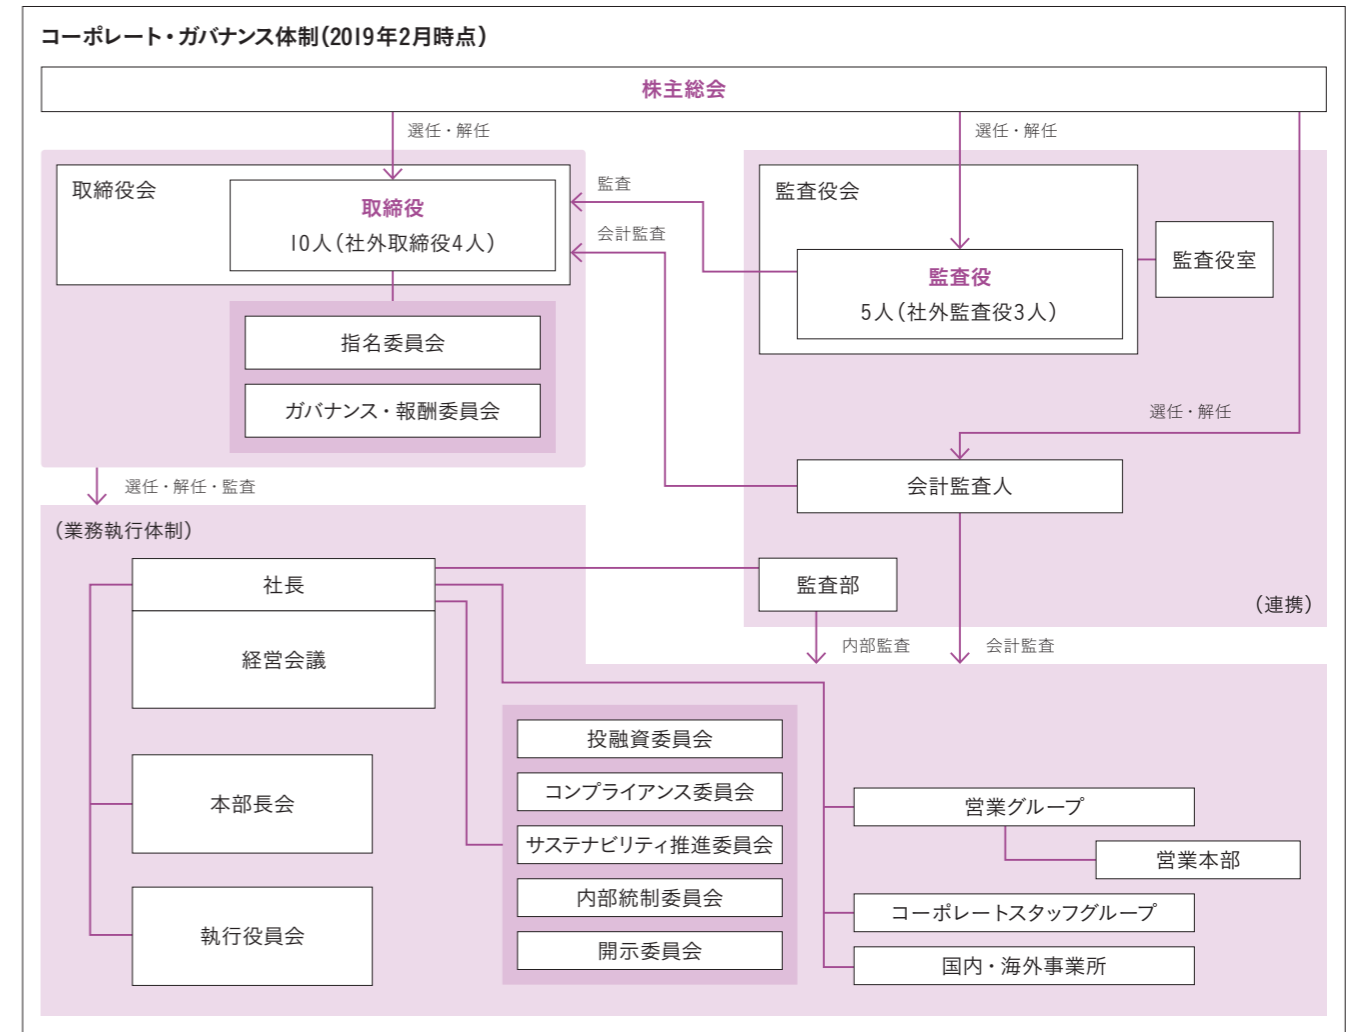 コーポレート・ガバナンス体制(2019年2月時点)
株主総会
選任・解任
選任・解任
取締役会
取締役
10人(社外取締役4人)
監査
会計監査
監査役会
監査役
5人(社外監査役3人)
監査役室
指名委員会
ガバナンス・報酬委員会
選任・解任
会計監査人
選任・解任・監査
(業務執行体制)
社長
経営会議
監査部
(連携)
内部監査
会計監査
本部長会
執行役員会
投融資委員会
コンプライアンス委員会
サステナビリティ推進委員会
内部統制委員会
開示委員会
営業グループ
営業本部
コーポレートスタッフグループ
国内・海外事業所